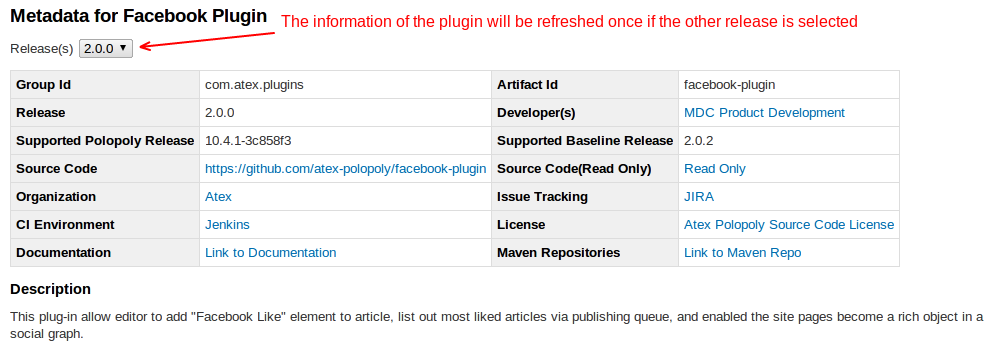 Metadata for Facebook Plugin
The information of the plugin will be refreshed once if the other release is selected
Release(s) 2.0.0
Group Id com.atex.plugins Artifact Id facebook-plugin
Release 2.0.0 Developer(s) MDC Product Development
Supported Polopoly Release 10.4.1-3c858f3 Supported Baseline Release 2.0.2
Source Code https://github.com/atex-polopoly/facebook-plugin Source Code(Read Only) Read Only
Organization Atex Issue Tracking JIRA
CI Environment Jenkins License Atex Polopoly Source Code License
Documentation Link to Documentation Maven Repositories Link to Maven Repo
Description
This plug-in allow editor to add "Facebook Like" element to article, list out most liked articles via publishing queue, and enabled the site pages become a rich object in a
social graph.